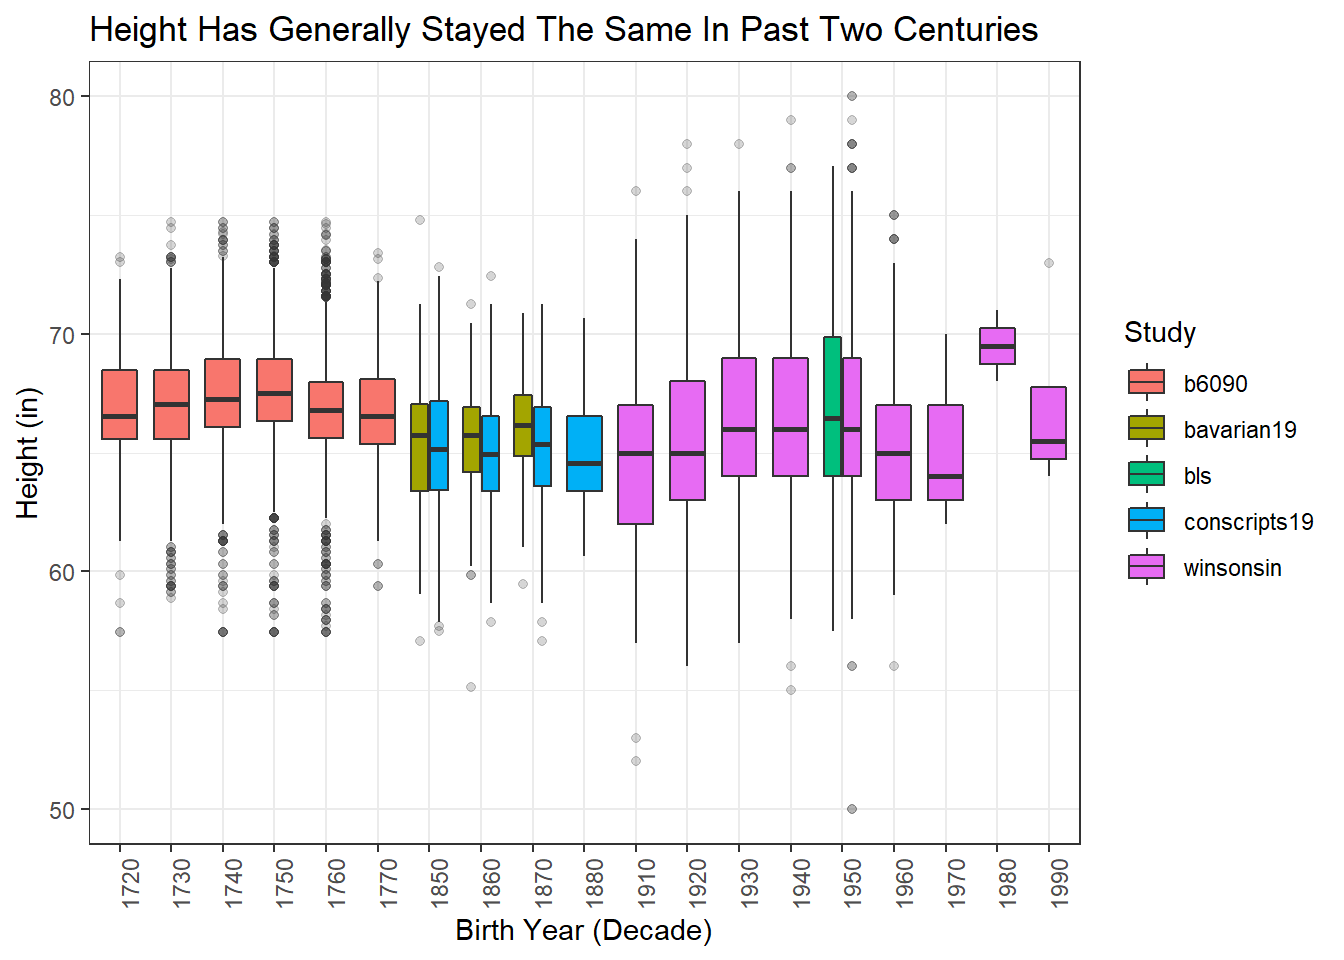 Height Has Generally Stayed The Same In Past Two Centuries
80
70
60
50
Height (in)
1720
1730
1740
1750
1760
1770
1850
1860
1870
1880
1910
1920
1930
1940
1950
1960
1970
1980
1990
Birth Year (Decade)
Study
b6090
bavarian19
bls
conscripts19
winsonsin